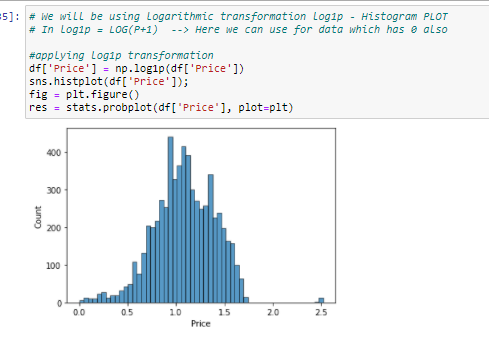 35]: # We will be using Logarithmic transformation log1p - Histogram PLOT
# In log1p = LOG(P+1)  --> Here we can use for data which has 0 also
#applying log1p transformation
df['Price'] = np.log1p(df['Price'])
sns.histplot(df['Price']);
fig = plt.figure()
res = stats.probplot(df['Price'], plot=plt)
400
300
200
100
0
Count
0.0 0.5 1.0 1.5 2.0 2.5
Price